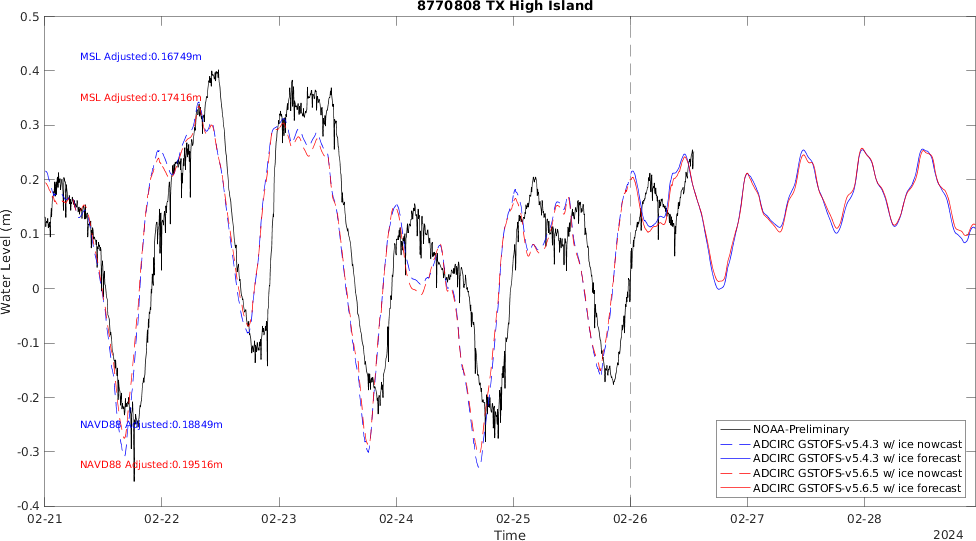 8770808 TX High Island
0.5
0.4
0.3
0.2
0.1
0
-0.1
-0.2
-0.3
-0.4
Water Level (m)
MSL Adjusted:0.16749m
MSL Adjusted:0.17416m
NAVD88 Adjusted:0.18849m
NAVD88 Adjusted:0.19516m
NOAA-Preliminary
ADCIRC GSTOFS-v5.4.3 w/ ice nowcast
ADCIRC GSTOFS-v5.4.3 w/ ice forecast
ADCIRC GSTOFS-v5.6.5 w/ ice nowcast
ADCIRC GSTOFS-v5.6.5 w/ ice forecast
02-21 02-22 02-23 02-24 02-25 02-26 02-27 02-28
Time
2024